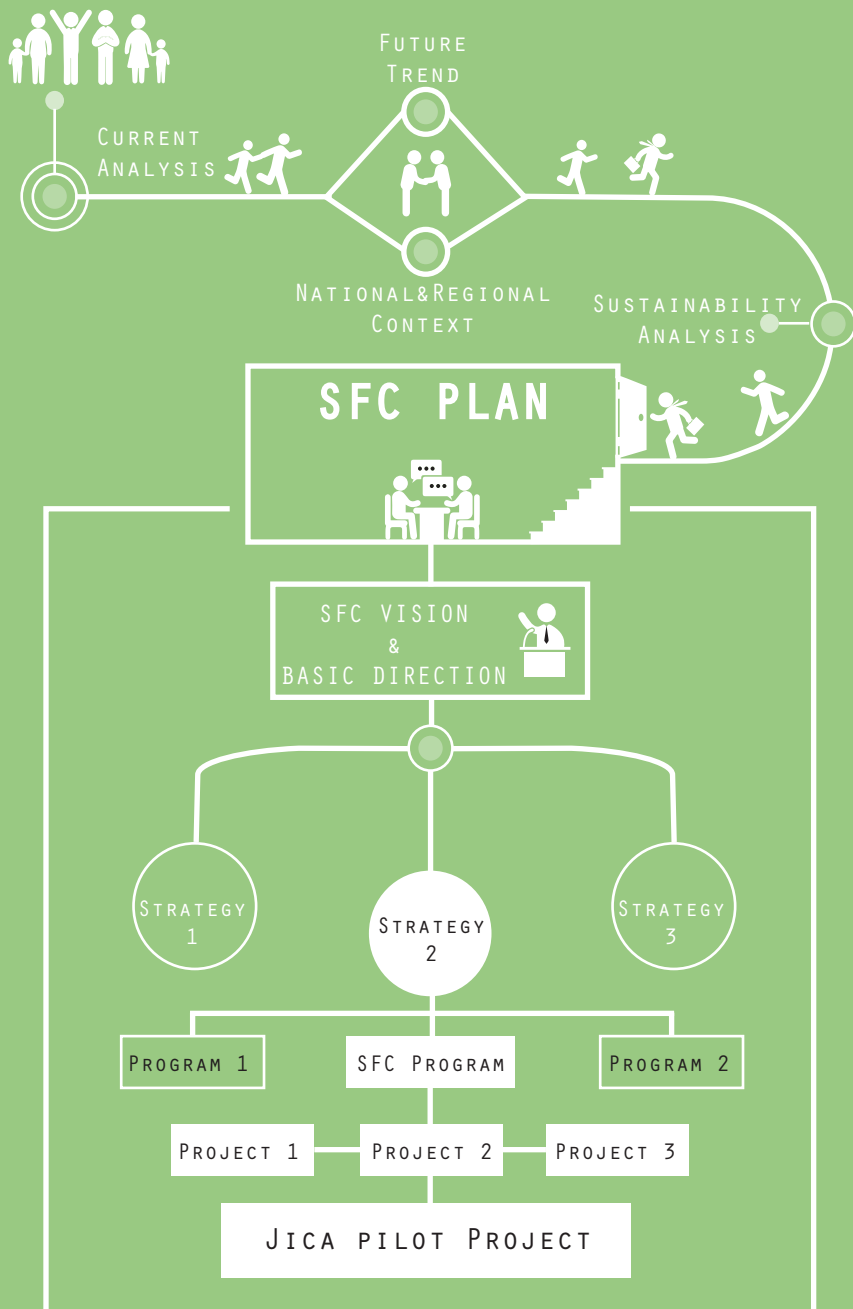 FUTURE
TREND
CURRENT
ANALYSIS
NATIONAL&REGIONAL
CONTEXT
SUSTAINABILITY
ANALYSIS
SFC PLAN
SFC VISION
&
BASIC DIRECTION
STRATEGY
1
STRATEGY
2
STRATEGY
3
PROGRAM 1
SFC PROGRAM
PROGRAM 2
PROJECT 1
PROJECT 2
PROJECT 3
JICA PILOT PROJECT